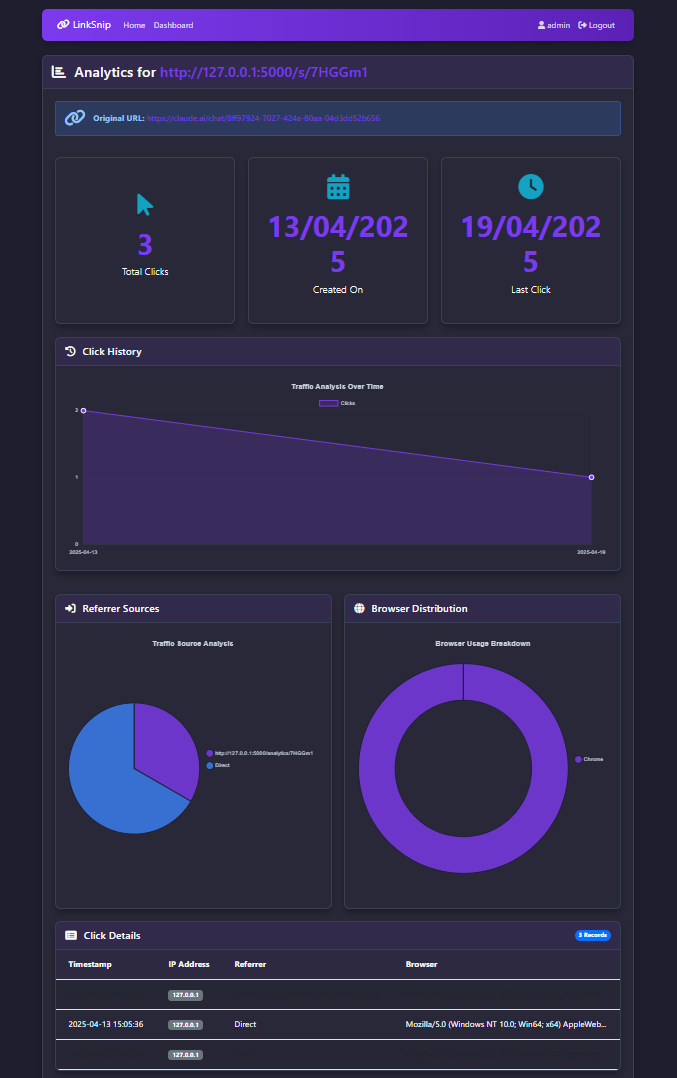 LinkSnip Home Dashboard admin Logout
Analytics for http://127.0.0.1:5000/s/7HGGm1
Original URL: https://claude.ai/chat/8ff97924-7027-424a-80aa-04d3dd52b656
3
Total Clicks
13/04/202
5
Created On
19/04/202
5
Last Click
Click History
Traffic Analysis Over Time
Clicks
2
1
0
2025-04-13 2025-04-19
Referrer Sources
Traffic Source Analysis
http://127.0.0.1:5000/analytics/7HGGm1
Direct
Browser Distribution
Browser Usage Breakdown
Chrome
Click Details 3 Records
Timestamp IP Address Referrer Browser
127.0.0.1
2025-04-13 15:05:36 127.0.0.1 Direct Mozilla/5.0 (Windows NT 10.0; Win64; x64) AppleWeb...
127.0.0.1